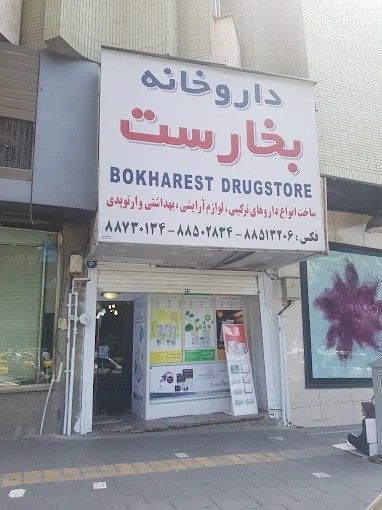 داروخانه
بخارست
BOKHAREST DRUGSTORE
ساخت انواع داروهای ترکیبی، لوازم آرایشی، بهداشتی وارتوپدی
فکس: ۸۸۵۱۳۲۰۶ - ۸۸۵۰۲۸۳۴ - ۸۸۷۳۰۱۳۴